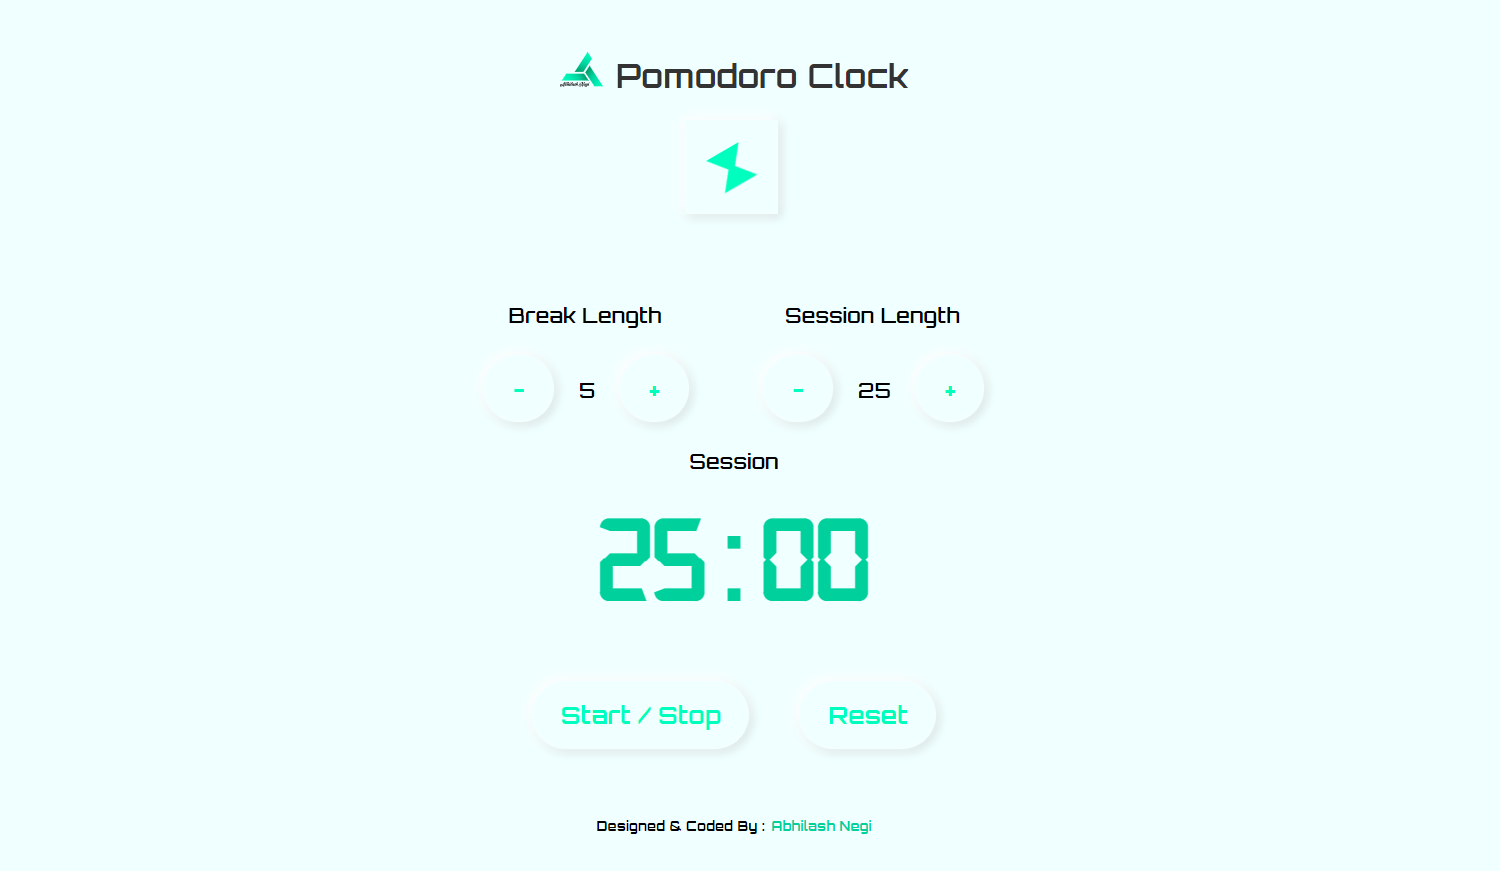 Pomodoro Clock
Break Length
Session Length
- 5 +
- 25 +
Session
25:00
Start / Stop
Reset
Designed & Coded By : Abhilash Negi